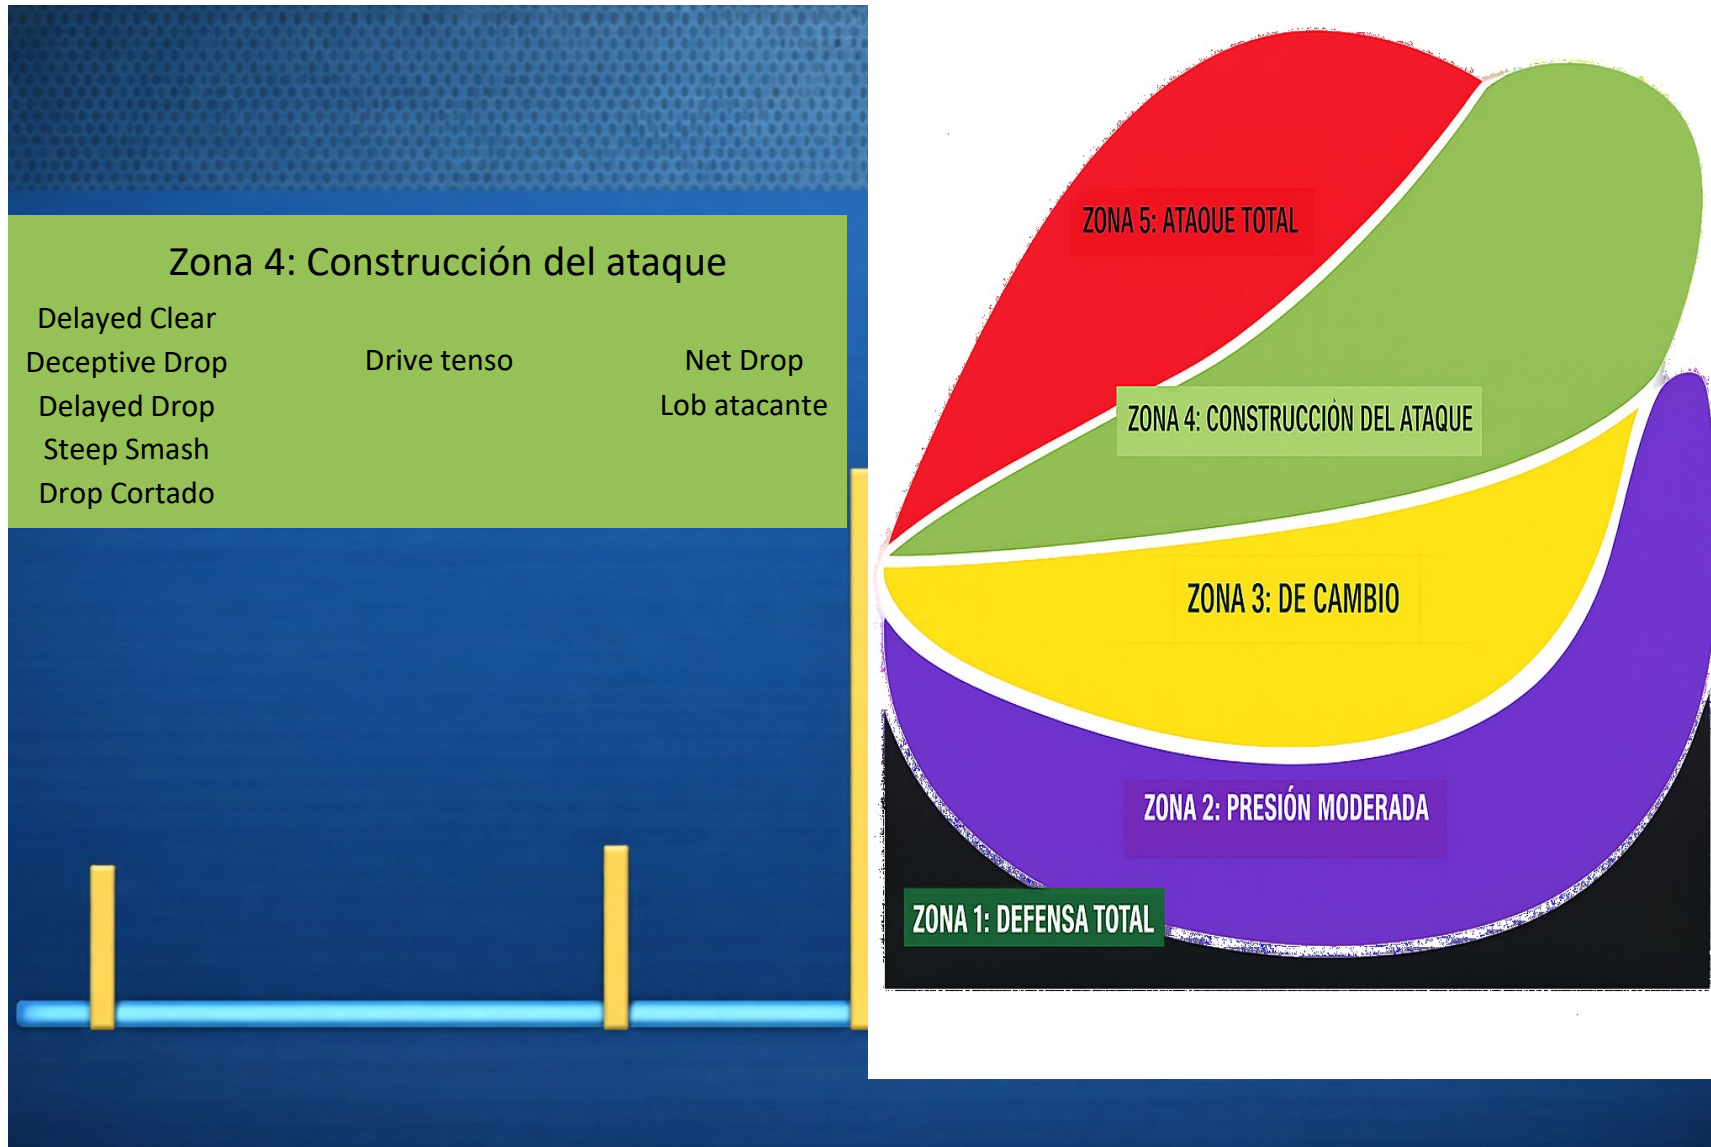 Zona 4: Construcción del ataque
Delayed Clear
Deceptive Drop
Delayed Drop
Steep Smash
Drop Cortado
Drive tenso
Net Drop
Lob atacante
ZONA 5: ATAQUE TOTAL
ZONA 4: CONSTRUCCIÓN DEL ATAQUE
ZONA 3: DE CAMBIO
ZONA 2: PRESIÓN MODERADA
ZONA 1: DEFENSA TOTAL